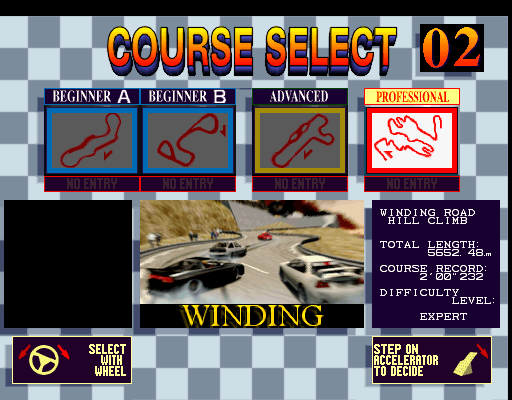 COURSE SELECT 02
BEGINNER A
BEGINNER B
ADVANCED
PROFESSIONAL
NO ENTRY
NO ENTRY
NO ENTRY
NO ENTRY
WINDING
WINDING ROAD
HILL CLIMB
TOTAL LENGTH:
5652.48m
COURSE RECORD:
2'00"232
DIFFICULTY
LEVEL:
EXPERT
SELECT
WITH
WHEEL
STEP ON
ACCELERATOR
TO DECIDE